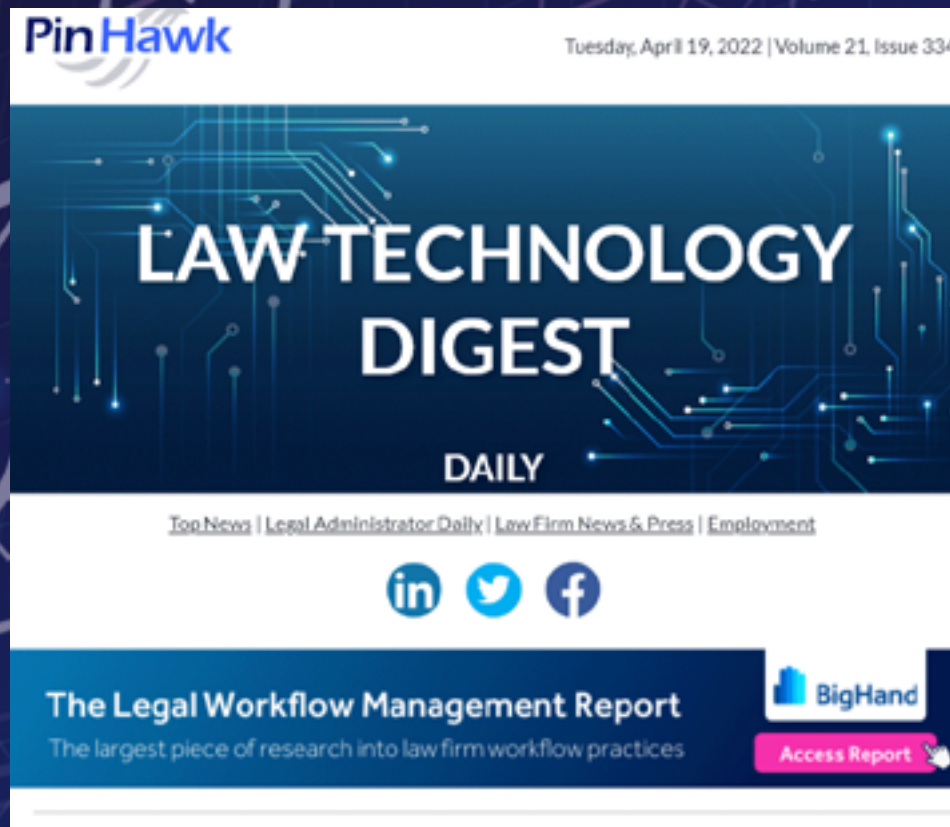 PinHawk
Tuesday, April 19, 2022 | Volume 21, Issue 334
LAW TECHNOLOGY
DIGEST
DAILY
Top News | Legal Administrator Daily | Law Firm News & Press | Employment
in
f
The Legal Workflow Management Report
BigHand
The largest piece of research into law firm workflow practices
Access Report